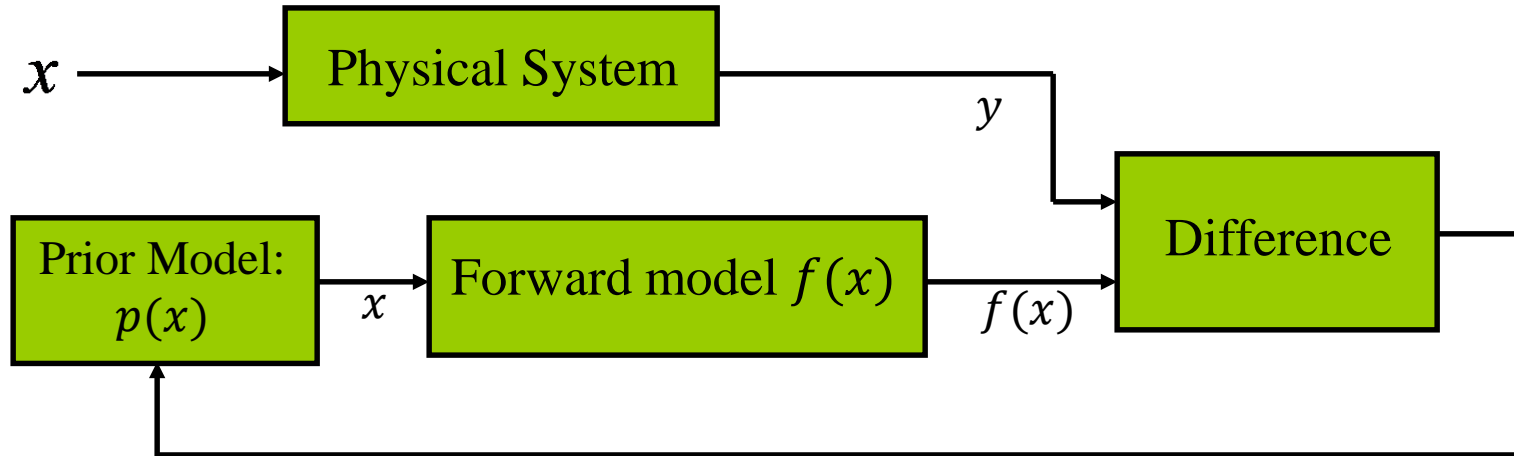 x
Physical System
y
Prior Model:
p(x)
x
Forward model f(x)
f(x)
Difference